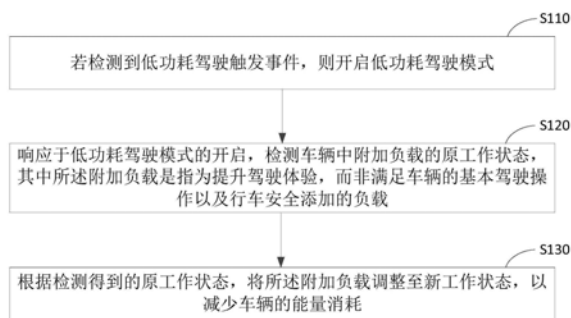 S110
若检测到低功耗驾驶触发事件，则开启低功耗驾驶模式
S120
响应于低功耗驾驶模式的开启，检测车辆中附加负载的原工作状态，
其中所述附加负载是指为提升驾驶体验，而非满足车辆的基本驾驶操
作以及行车安全添加的负载
S130
根据检测得到的原工作状态，将所述附加负载调整至新工作状态，以
减少车辆的能量消耗